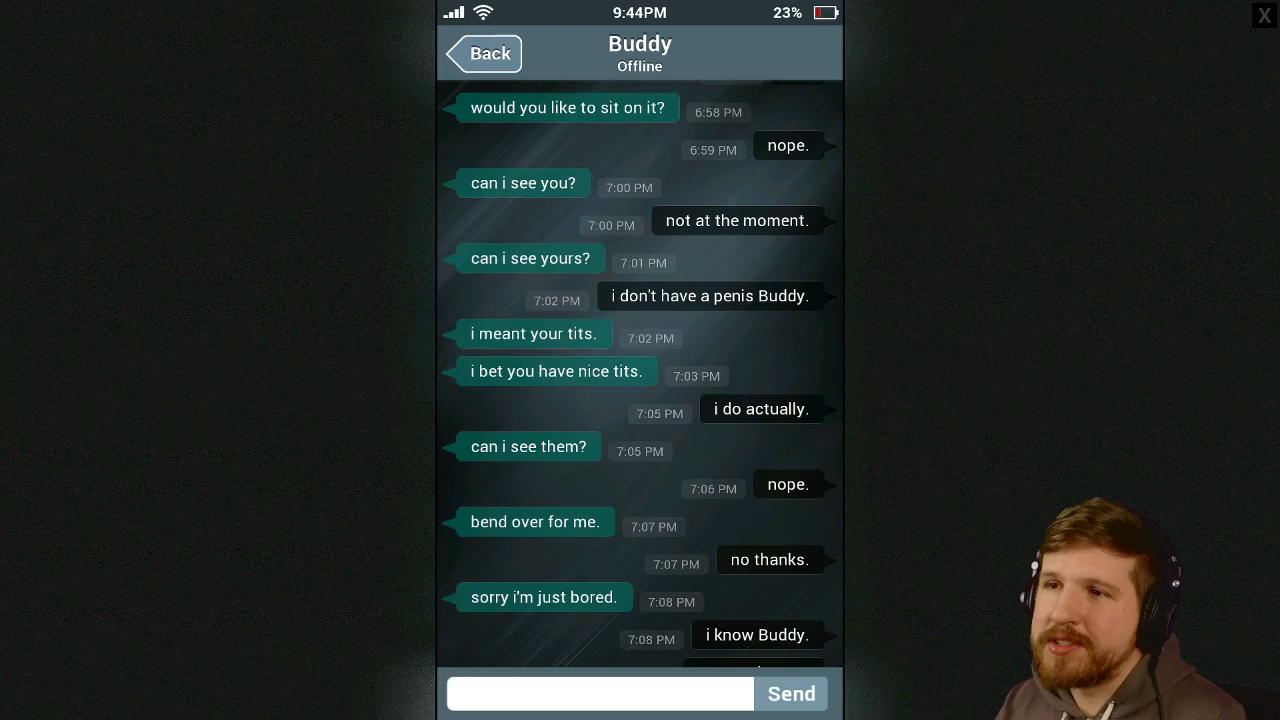 9:44PM
23%
X
Back
Buddy
Offline
would you like to sit on it?
6:58 PM
6:59 PM
nope.
can i see you?
7:00 PM
7:00 PM
not at the moment.
can i see yours?
7:01 PM
7:02 PM
i don't have a penis Buddy.
i meant your tits.
7:02 PM
i bet you have nice tits.
7:03 PM
7:05 PM
i do actually.
can i see them?
7:05 PM
7:06 PM
nope.
bend over for me.
7:07 PM
7:07 PM
no thanks.
sorry i'm just bored.
7:08 PM
7:08 PM
i know Buddy.
Send